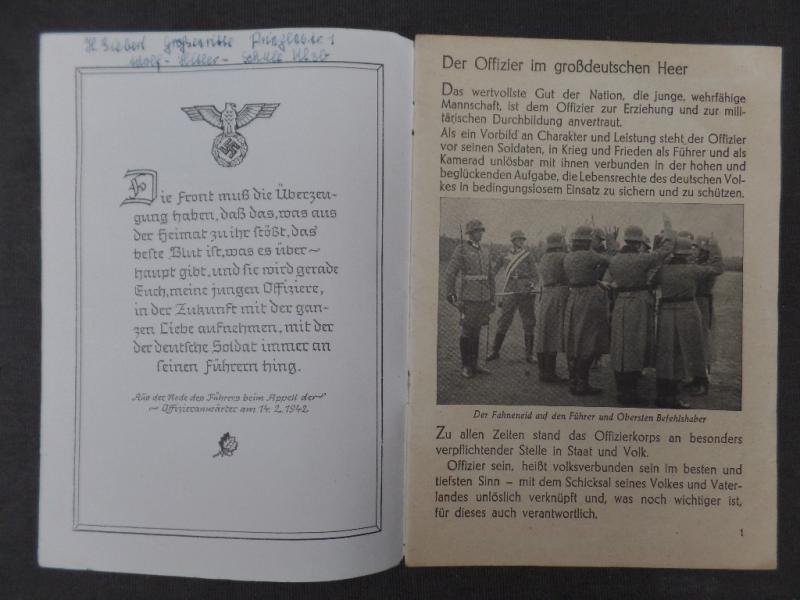 H. Siebert Großenritte
Adolf-Hitler-Schule
Die Front muß die Überzeu-
gung haben, daß das, was aus
der Heimat zu ihr stößt, das
beste Blut ist, was es über-
haupt gibt, und sie wird gerade
Euch, meine jungen Offiziere,
in der Zukunft mit der gan-
zen Liebe aufnehmen, mit der
der deutsche Soldat immer an
seinen Führern hing.
Aus der Rede des Führers beim Appell der
Offizieranwärter am 14. 2. 1942
Der Offizier im großdeutschen Heer
Das wertvollste Gut der Nation, die junge, wehrfähige
Mannschaft, ist dem Offizier zur Erziehung und zur mili-
tärischen Durchbildung anvertraut.
Als ein Vorbild an Charakter und Leistung steht der Offizier
vor seinen Soldaten, in Krieg und Frieden als Führer und als
Kamerad unlösbar mit ihnen verbunden in der hohen und
beglückenden Aufgabe, die Lebensrechte des deutschen Vol-
kes in bedingungslosem Einsatz zu sichern und zu schützen.
Der Fahneneid auf den Führer und Obersten Befehlshaber
Zu allen Zeiten stand das Offizierkorps an besonders
verpflichtender Stelle in Staat und Volk.
Offizier sein, heißt volksverbunden sein im besten und
tiefsten Sinn – mit dem Schicksal seines Volkes und Vater-
landes unlöslich verknüpft und, was noch wichtiger ist,
für dieses auch verantwortlich.
1